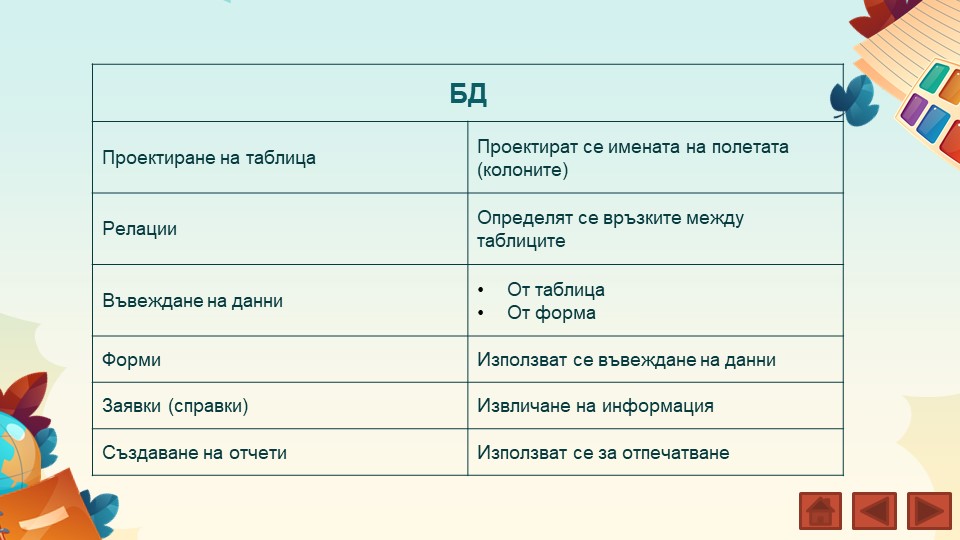 БД
Проектиране на таблица
Проектират се имената на полетата
(колоните)
Релации
Определят се връзките между
таблиците
Въвеждане на данни
• От таблица
• От форма
Форми
Използват се въвеждане на данни
Заявки (справки)
Извличане на информация
Създаване на отчети
Използват се за отпечатване